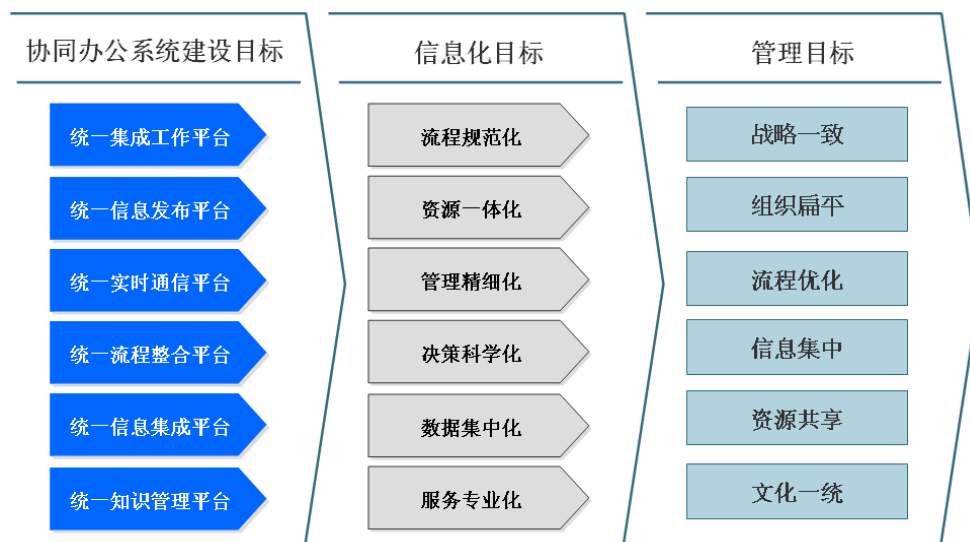 协同办公系统建设目标
统一集成工作平台
统一信息发布平台
统一实时通信平台
统一流程整合平台
统一信息集成平台
统一知识管理平台
信息化目标
流程规范化
资源一体化
管理精细化
决策科学化
数据集中化
服务专业化
管理目标
战略一致
组织扁平
流程优化
信息集中
资源共享
文化一统